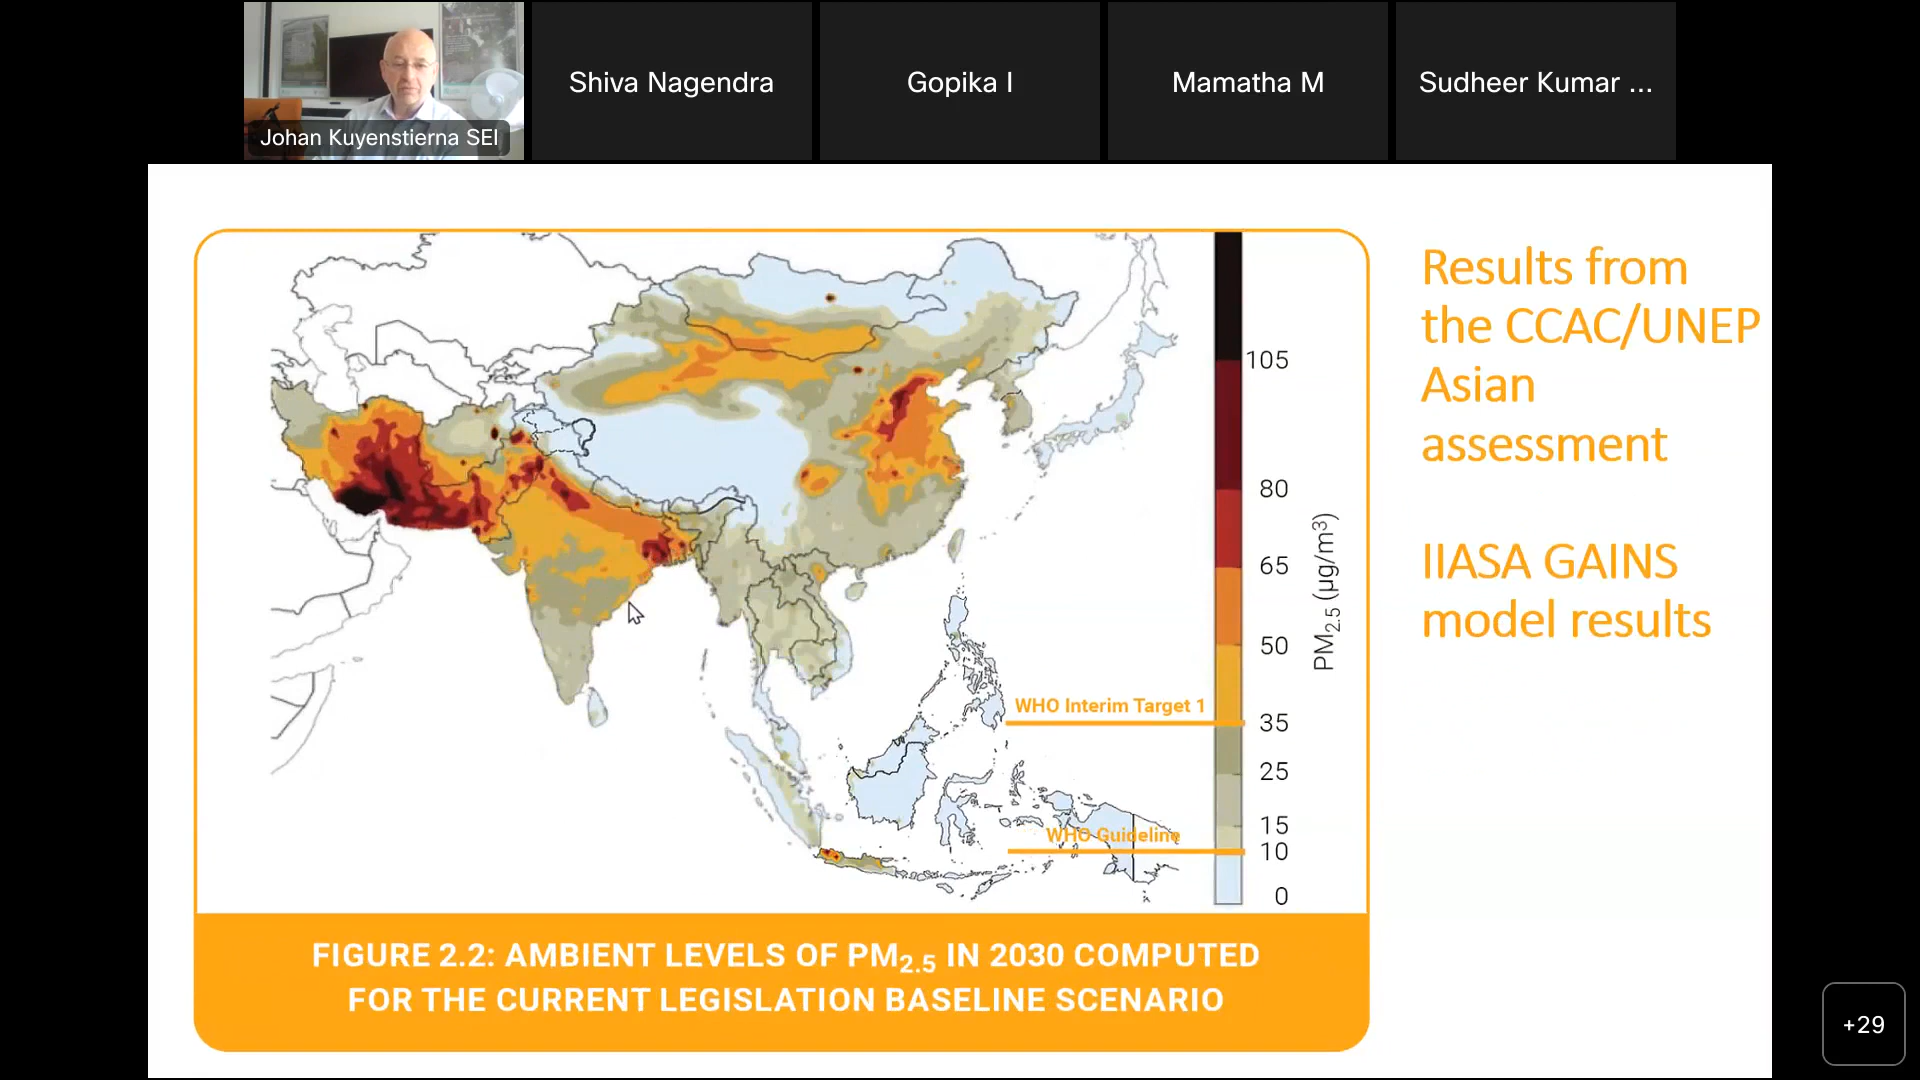 Johan Kuyenstierna SEI
Shiva Nagendra
Gopika I
Mamatha M
Sudheer Kumar ...
Results from
the CCAC/UNEP
Asian
assessment
IIASA GAINS
model results
105
80
65
50
35
25
15
10
0
PM2.5 (µg/m³)
WHO Interim Target 1
WHO Guideline
FIGURE 2.2: AMBIENT LEVELS OF PM2.5 IN 2030 COMPUTED
FOR THE CURRENT LEGISLATION BASELINE SCENARIO
+29